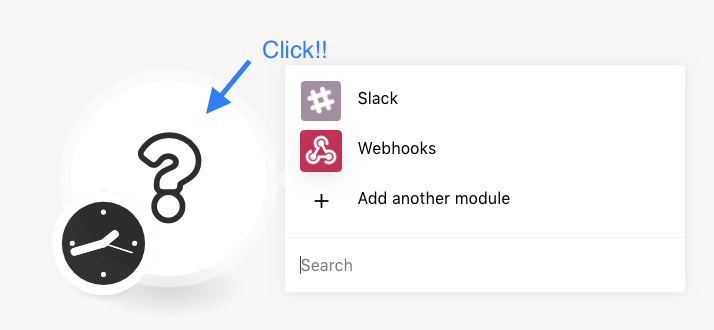 Click!!
Slack
Webhooks
Add another module
Search